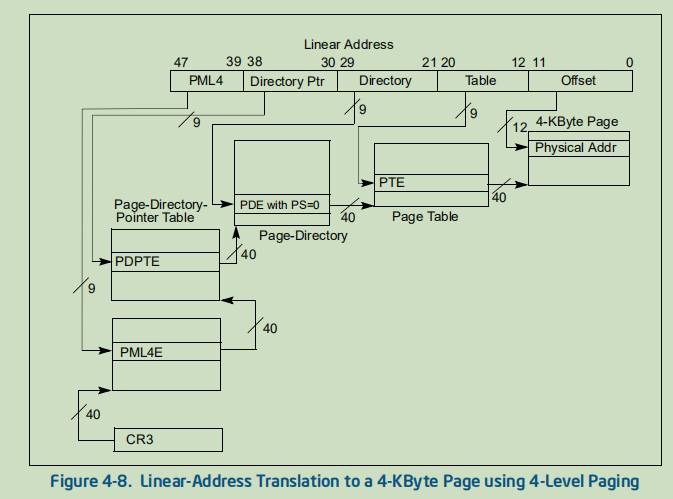 Linear Address
47 39 38 30 29 21 20 12 11 0
PML4 Directory Ptr Directory Table Offset
9
9
9
12
4-KByte Page
Physical Addr
PTE
40
Page-Directory-
Pointer Table
PDE with PS=0
40
Page Table
Page-Directory
PDPTE
40
9
40
PML4E
40
CR3
Figure 4-8. Linear-Address Translation to a 4-KByte Page using 4-Level Paging